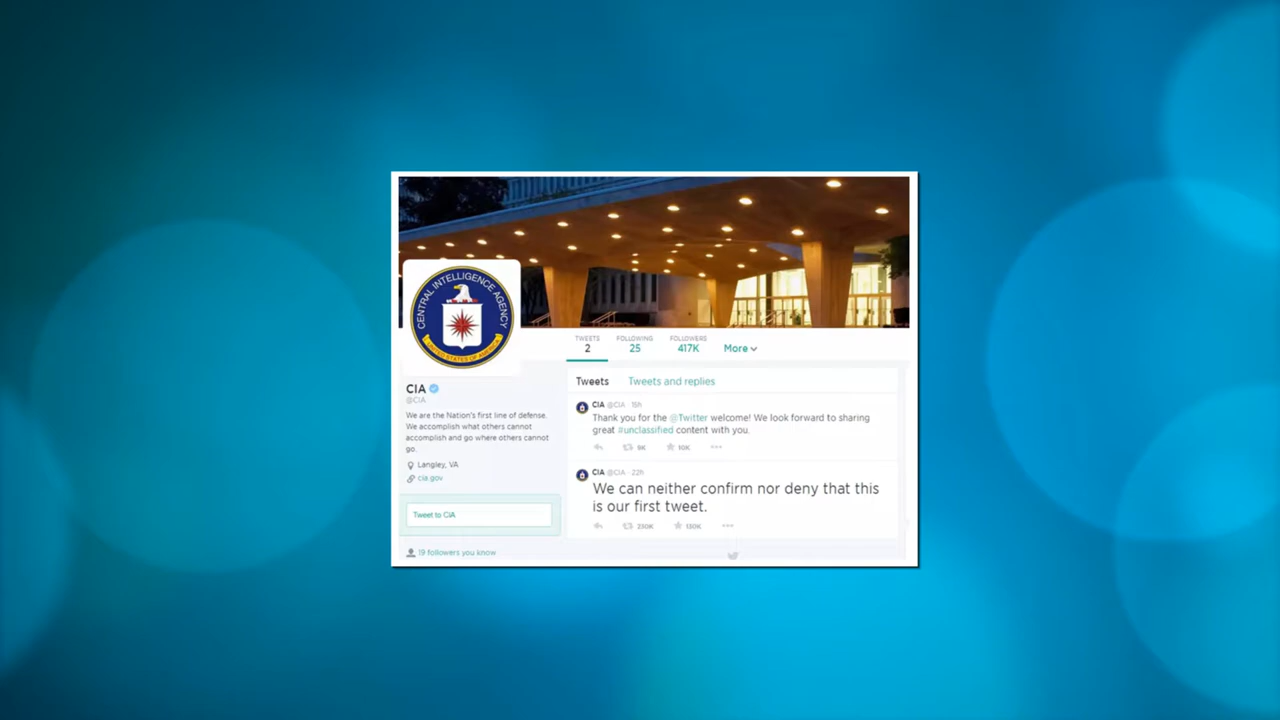 CENTRAL INTELLIGENCE AGENCY
UNITED STATES OF AMERICA
TWEETS FOLLOWING FOLLOWERS
2 25 417K More
CIA
@CIA
We are the Nation's first line of defense.
We accomplish what others cannot
accomplish and go where others cannot
go.
Langley, VA
cia.gov
Tweet to CIA
19 followers you know
Tweets Tweets and replies
CIA @CIA · 15h
Thank you for the @Twitter welcome! We look forward to sharing
great #unclassified content with you.
9K 10K
CIA @CIA · 22h
We can neither confirm nor deny that this
is our first tweet.
230K 130K